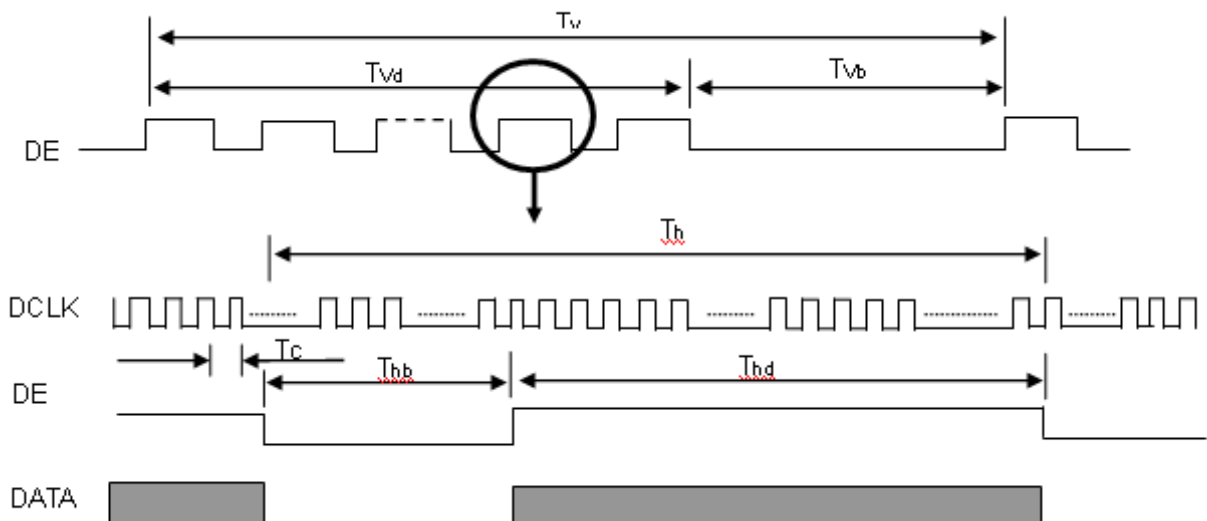 Tv
TVd
TVb
DE
Th
DCLK
Tc
Thb
Thd
DE
DATA